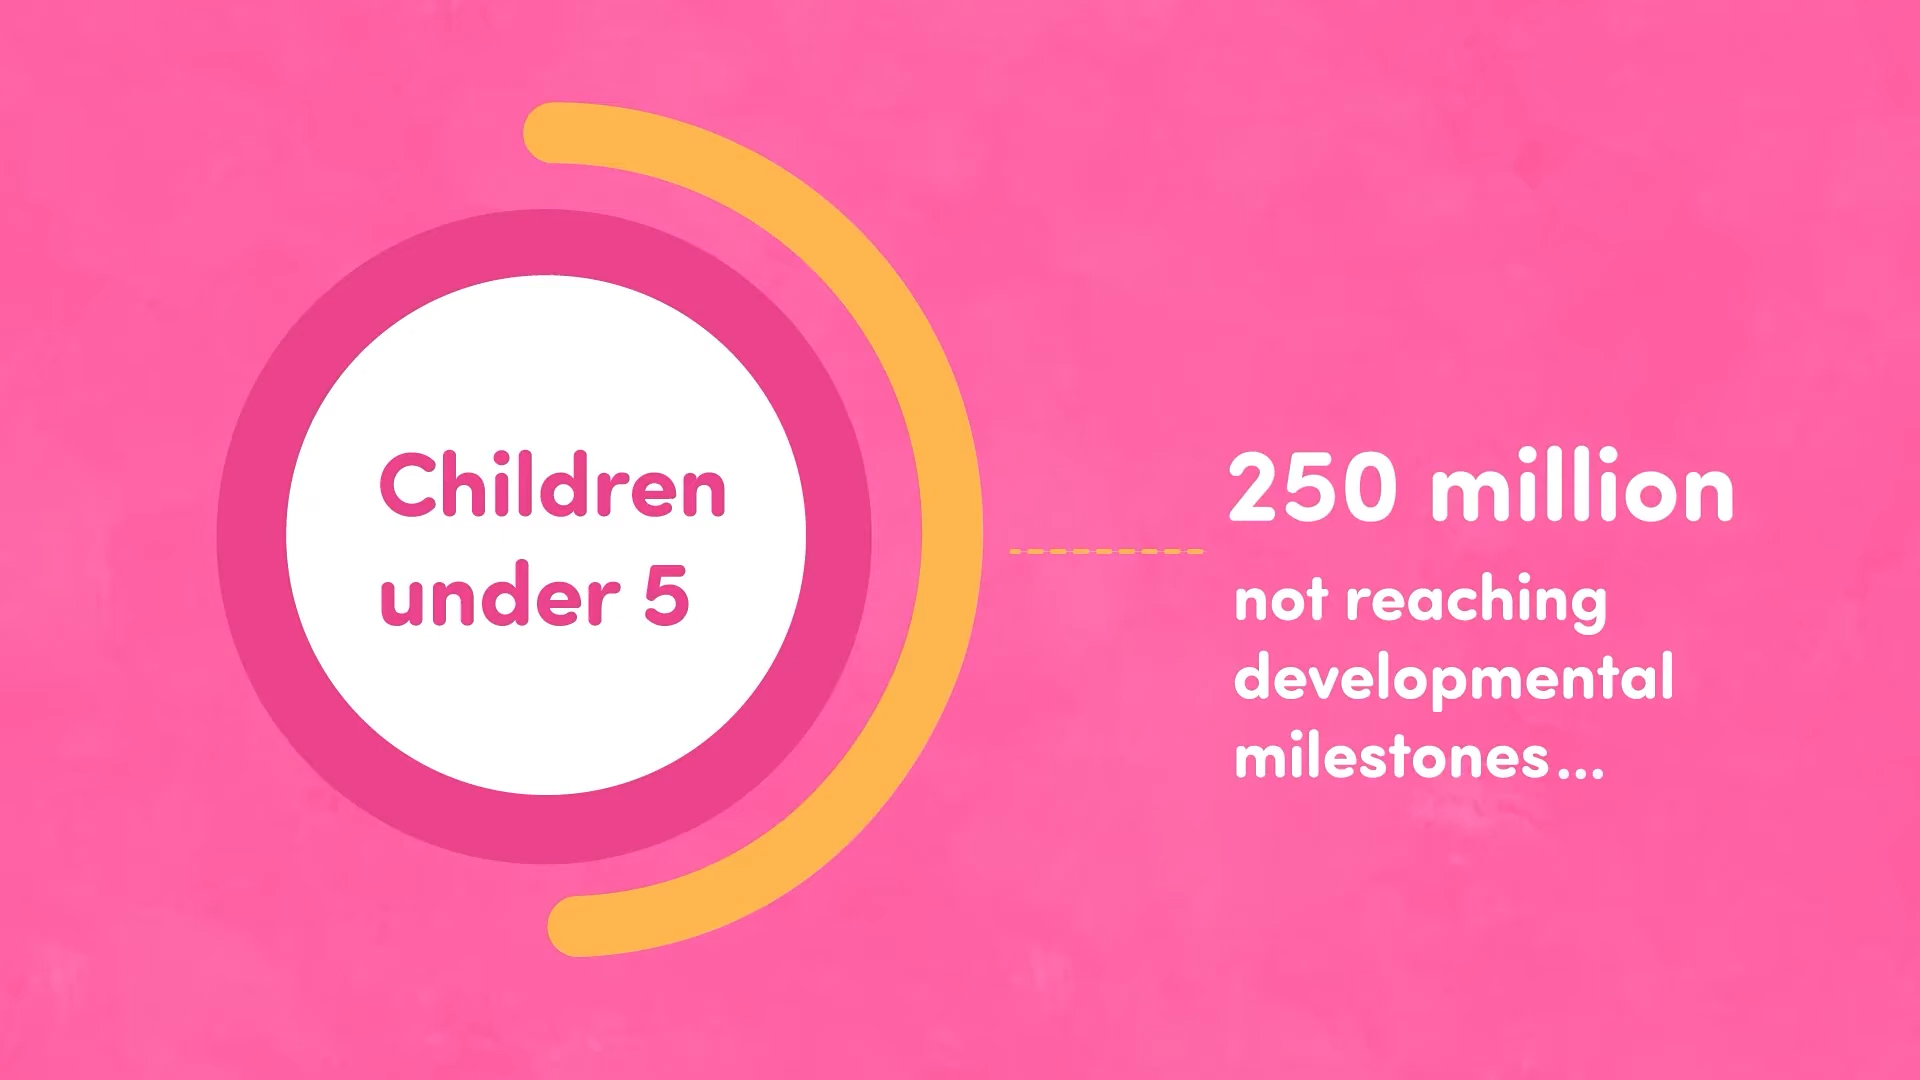 Children
under 5
250 million
not reaching
developmental
milestones...